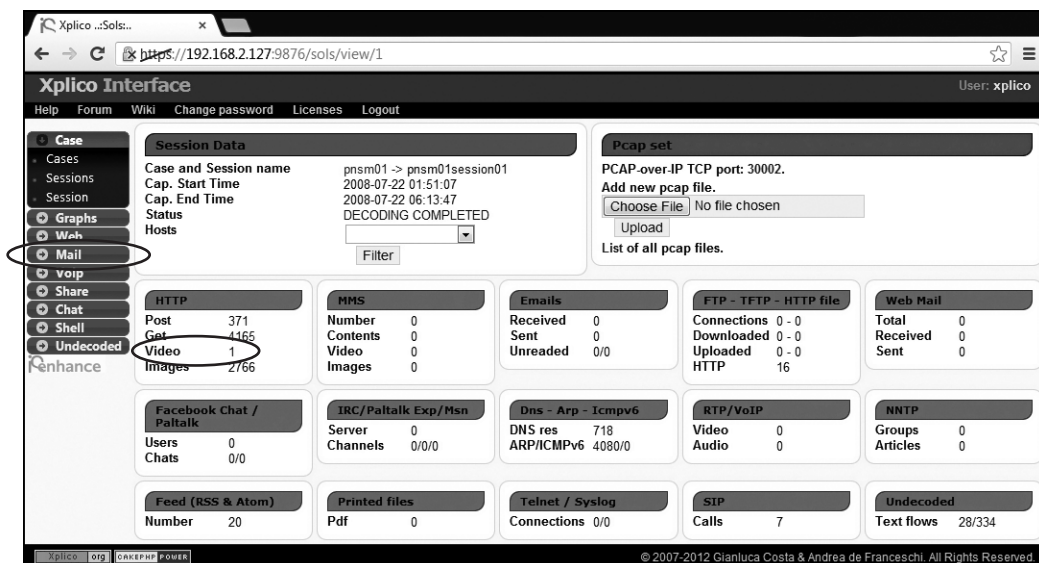 Xplico ..:Sols:..
https://192.168.2.127:9876/sols/view/1
Xplico Interface
User: xplico
Help Forum Wiki Change password Licenses Logout
Case
Cases
Sessions
Session
Graphs
Web
Mail
Voip
Share
Chat
Shell
Undecoded
enhance
Session Data
Case and Session name pnsm01 -> pnsm01session01
Cap. Start Time 2008-07-22 01:51:07
Cap. End Time 2008-07-22 06:13:47
Status DECODING COMPLETED
Hosts
Filter
Pcap set
PCAP-over-IP TCP port: 30002.
Add new pcap file.
Choose File No file chosen
Upload
List of all pcap files.
HTTP
Post 371
Get 4165
Video 1
Images 2766
MMS
Number 0
Contents 0
Video 0
Images 0
Emails
Received 0
Sent 0
Unreaded 0/0
FTP - TFTP - HTTP file
Connections 0 - 0
Downloaded 0 - 0
Uploaded 0 - 0
HTTP 16
Web Mail
Total 0
Received 0
Sent 0
Facebook Chat /
Paltalk
Users 0
Chats 0/0
IRC/Paltalk Exp/Msn
Server 0
Channels 0/0/0
Dns - Arp - Icmpv6
DNS res 718
ARP/ICMPv6 4080/0
RTP/VoIP
Video 0
Audio 0
NNTP
Groups 0
Articles 0
Feed (RSS & Atom)
Number 20
Printed files
Pdf 0
Telnet / Syslog
Connections 0/0
SIP
Calls 7
Undecoded
Text flows 28/334
Xplico org CAKEPHP POWER
© 2007-2012 Gianluca Costa & Andrea de Franceschi. All Rights Reserved.